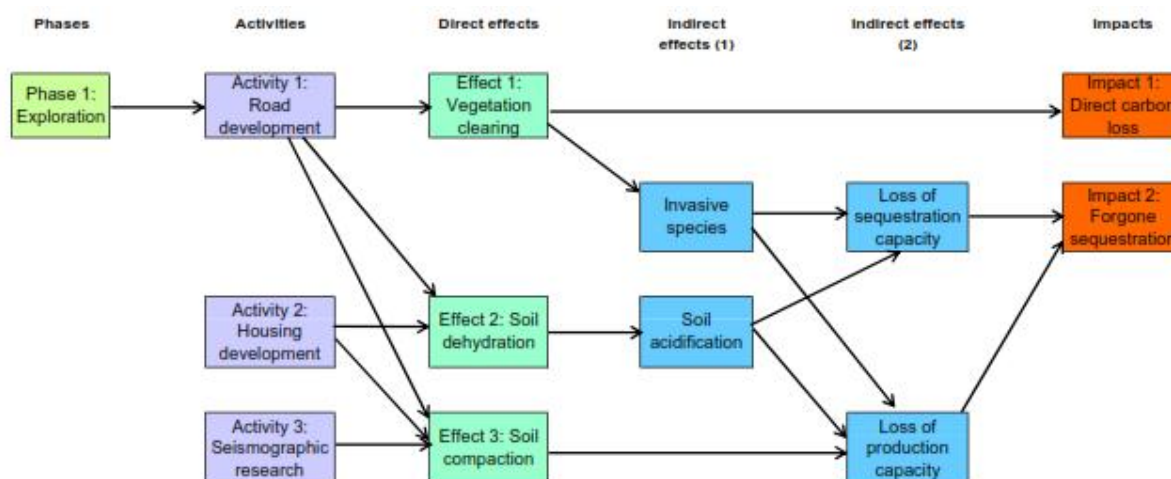 Phases
Activities
Direct effects
Indirect
effects (1)
Indirect effects
(2)
Impacts
Phase 1:
Exploration
Activity 1:
Road
development
Effect 1:
Vegetation
clearing
Impact 1:
Direct carbon
loss
Invasive
species
Loss of
sequestration
capacity
Impact 2:
Forgone
sequestration
Activity 2:
Housing
development
Effect 2: Soil
dehydration
Soil
acidification
Activity 3:
Seismographic
research
Effect 3: Soil
compaction
Loss of
production
capacity